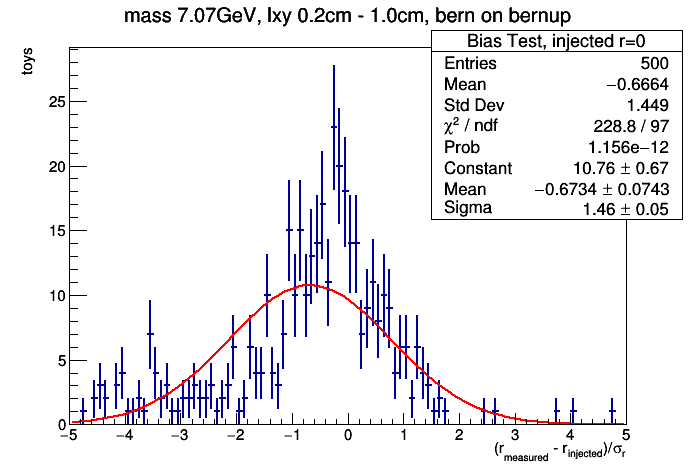 mass 7.07GeV, lxy 0.2cm - 1.0cm, bern on bernup
toys
Bias Test, injected r=0
Entries 500
Mean −0.6664
Std Dev 1.449
χ² / ndf 228.8 / 97
Prob 1.156e−12
Constant 10.76 ± 0.67
Mean −0.6734 ± 0.0743
Sigma 1.46 ± 0.05
25
20
15
10
5
0
−5 −4 −3 −2 −1 0 1 2 3 4 5
(r_measured - r_injected)/σ_r